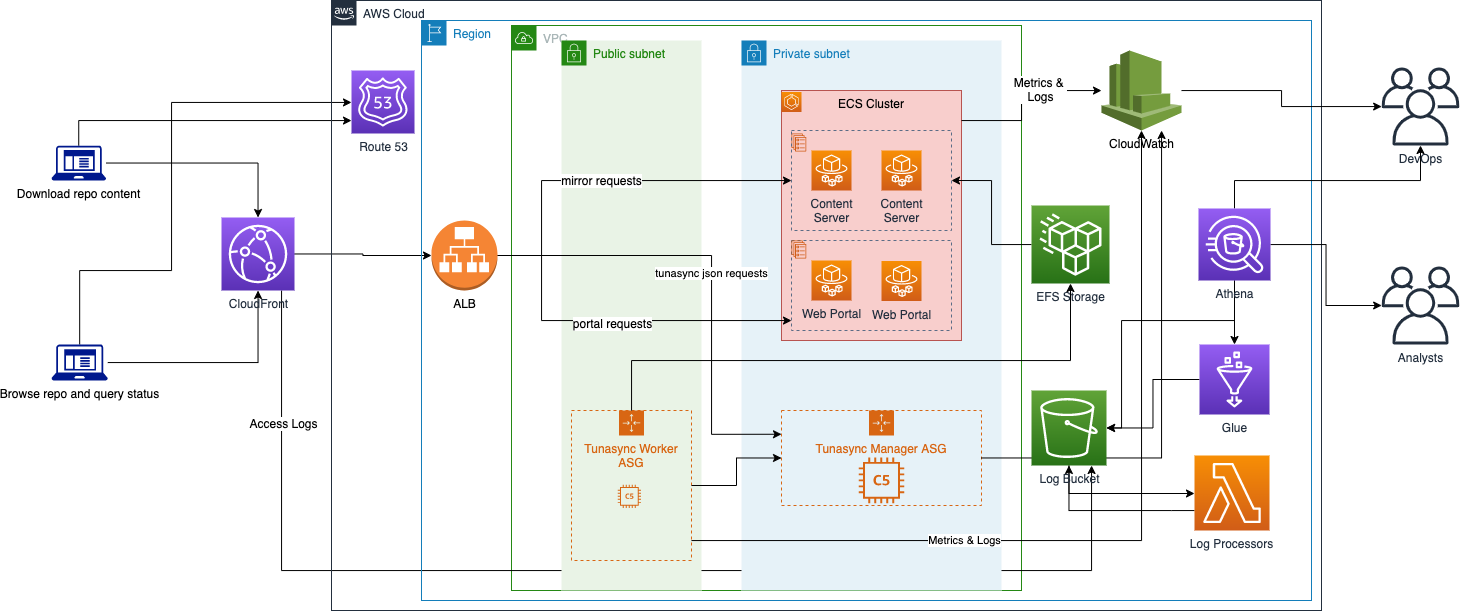 aws
AWS Cloud
Region
VPC
Public subnet
Private subnet
53
Route 53
ECS Cluster
Metrics &
Logs
CloudWatch
DevOps
Download repo content
mirror requests
Content
Server
Content
Server
CloudFront
ALB
tunasync json requests
EFS Storage
Athena
Web Portal
Web Portal
portal requests
Analysts
Browse repo and query status
Access Logs
Glue
Tunasync Worker
ASG
C5
Tunasync Manager ASG
C5
Log Bucket
Log Processors
Metrics & Logs